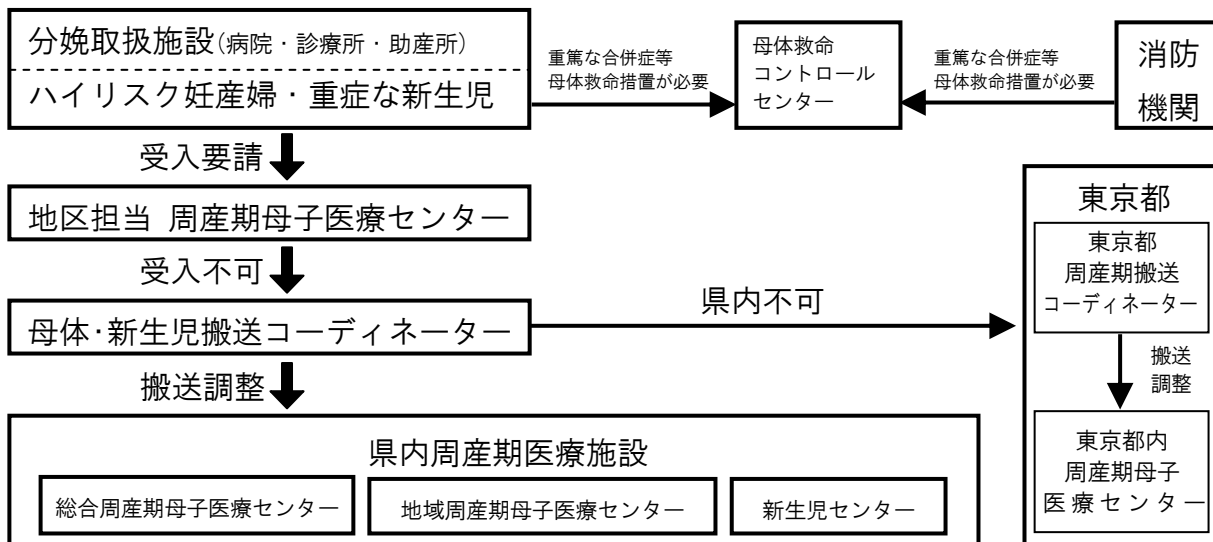 分娩取扱施設(病院・診療所・助産所)
ハイリスク妊産婦・重症な新生児
重篤な合併症等
母体救命措置が必要
母体救命
コントロール
センター
重篤な合併症等
母体救命措置が必要
消防
機関
受入要請
地区担当 周産期母子医療センター
受入不可
母体・新生児搬送コーディネーター
県内不可
搬送調整
県内周産期医療施設
総合周産期母子医療センター
地域周産期母子医療センター
新生児センター
東京都
東京都
周産期搬送
コーディネーター
搬送
調整
東京都内
周産期母子
医療センター